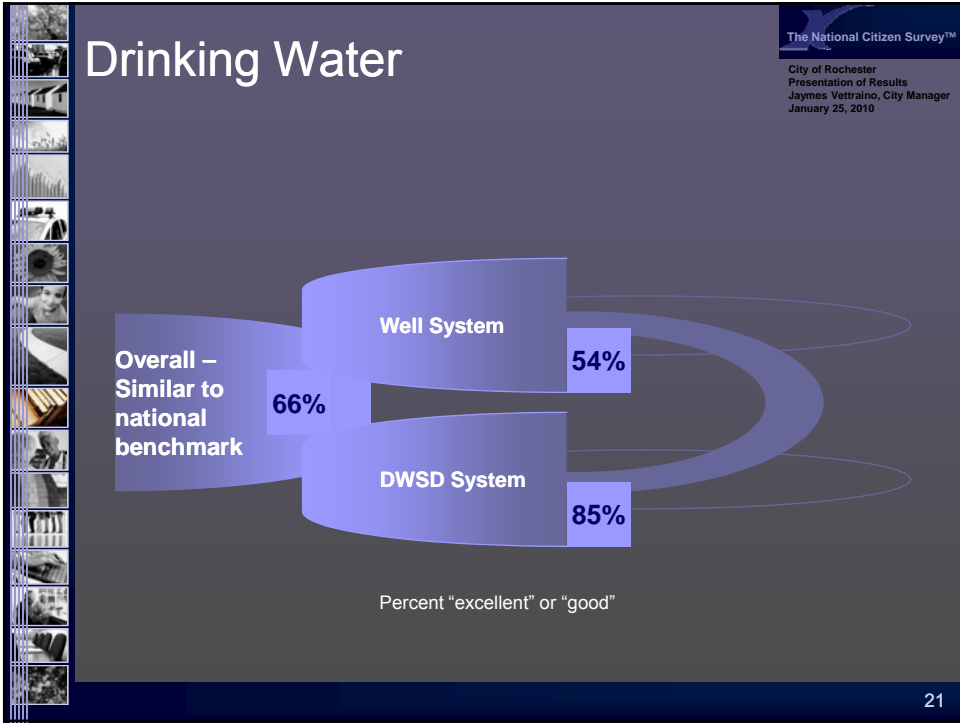 Drinking Water
The National Citizen Survey™
City of Rochester
Presentation of Results
Jaymes Vettraino, City Manager
January 25, 2010
Overall –
Similar to
national
benchmark
66%
Well System
54%
DWSD System
85%
Percent “excellent” or “good”
21